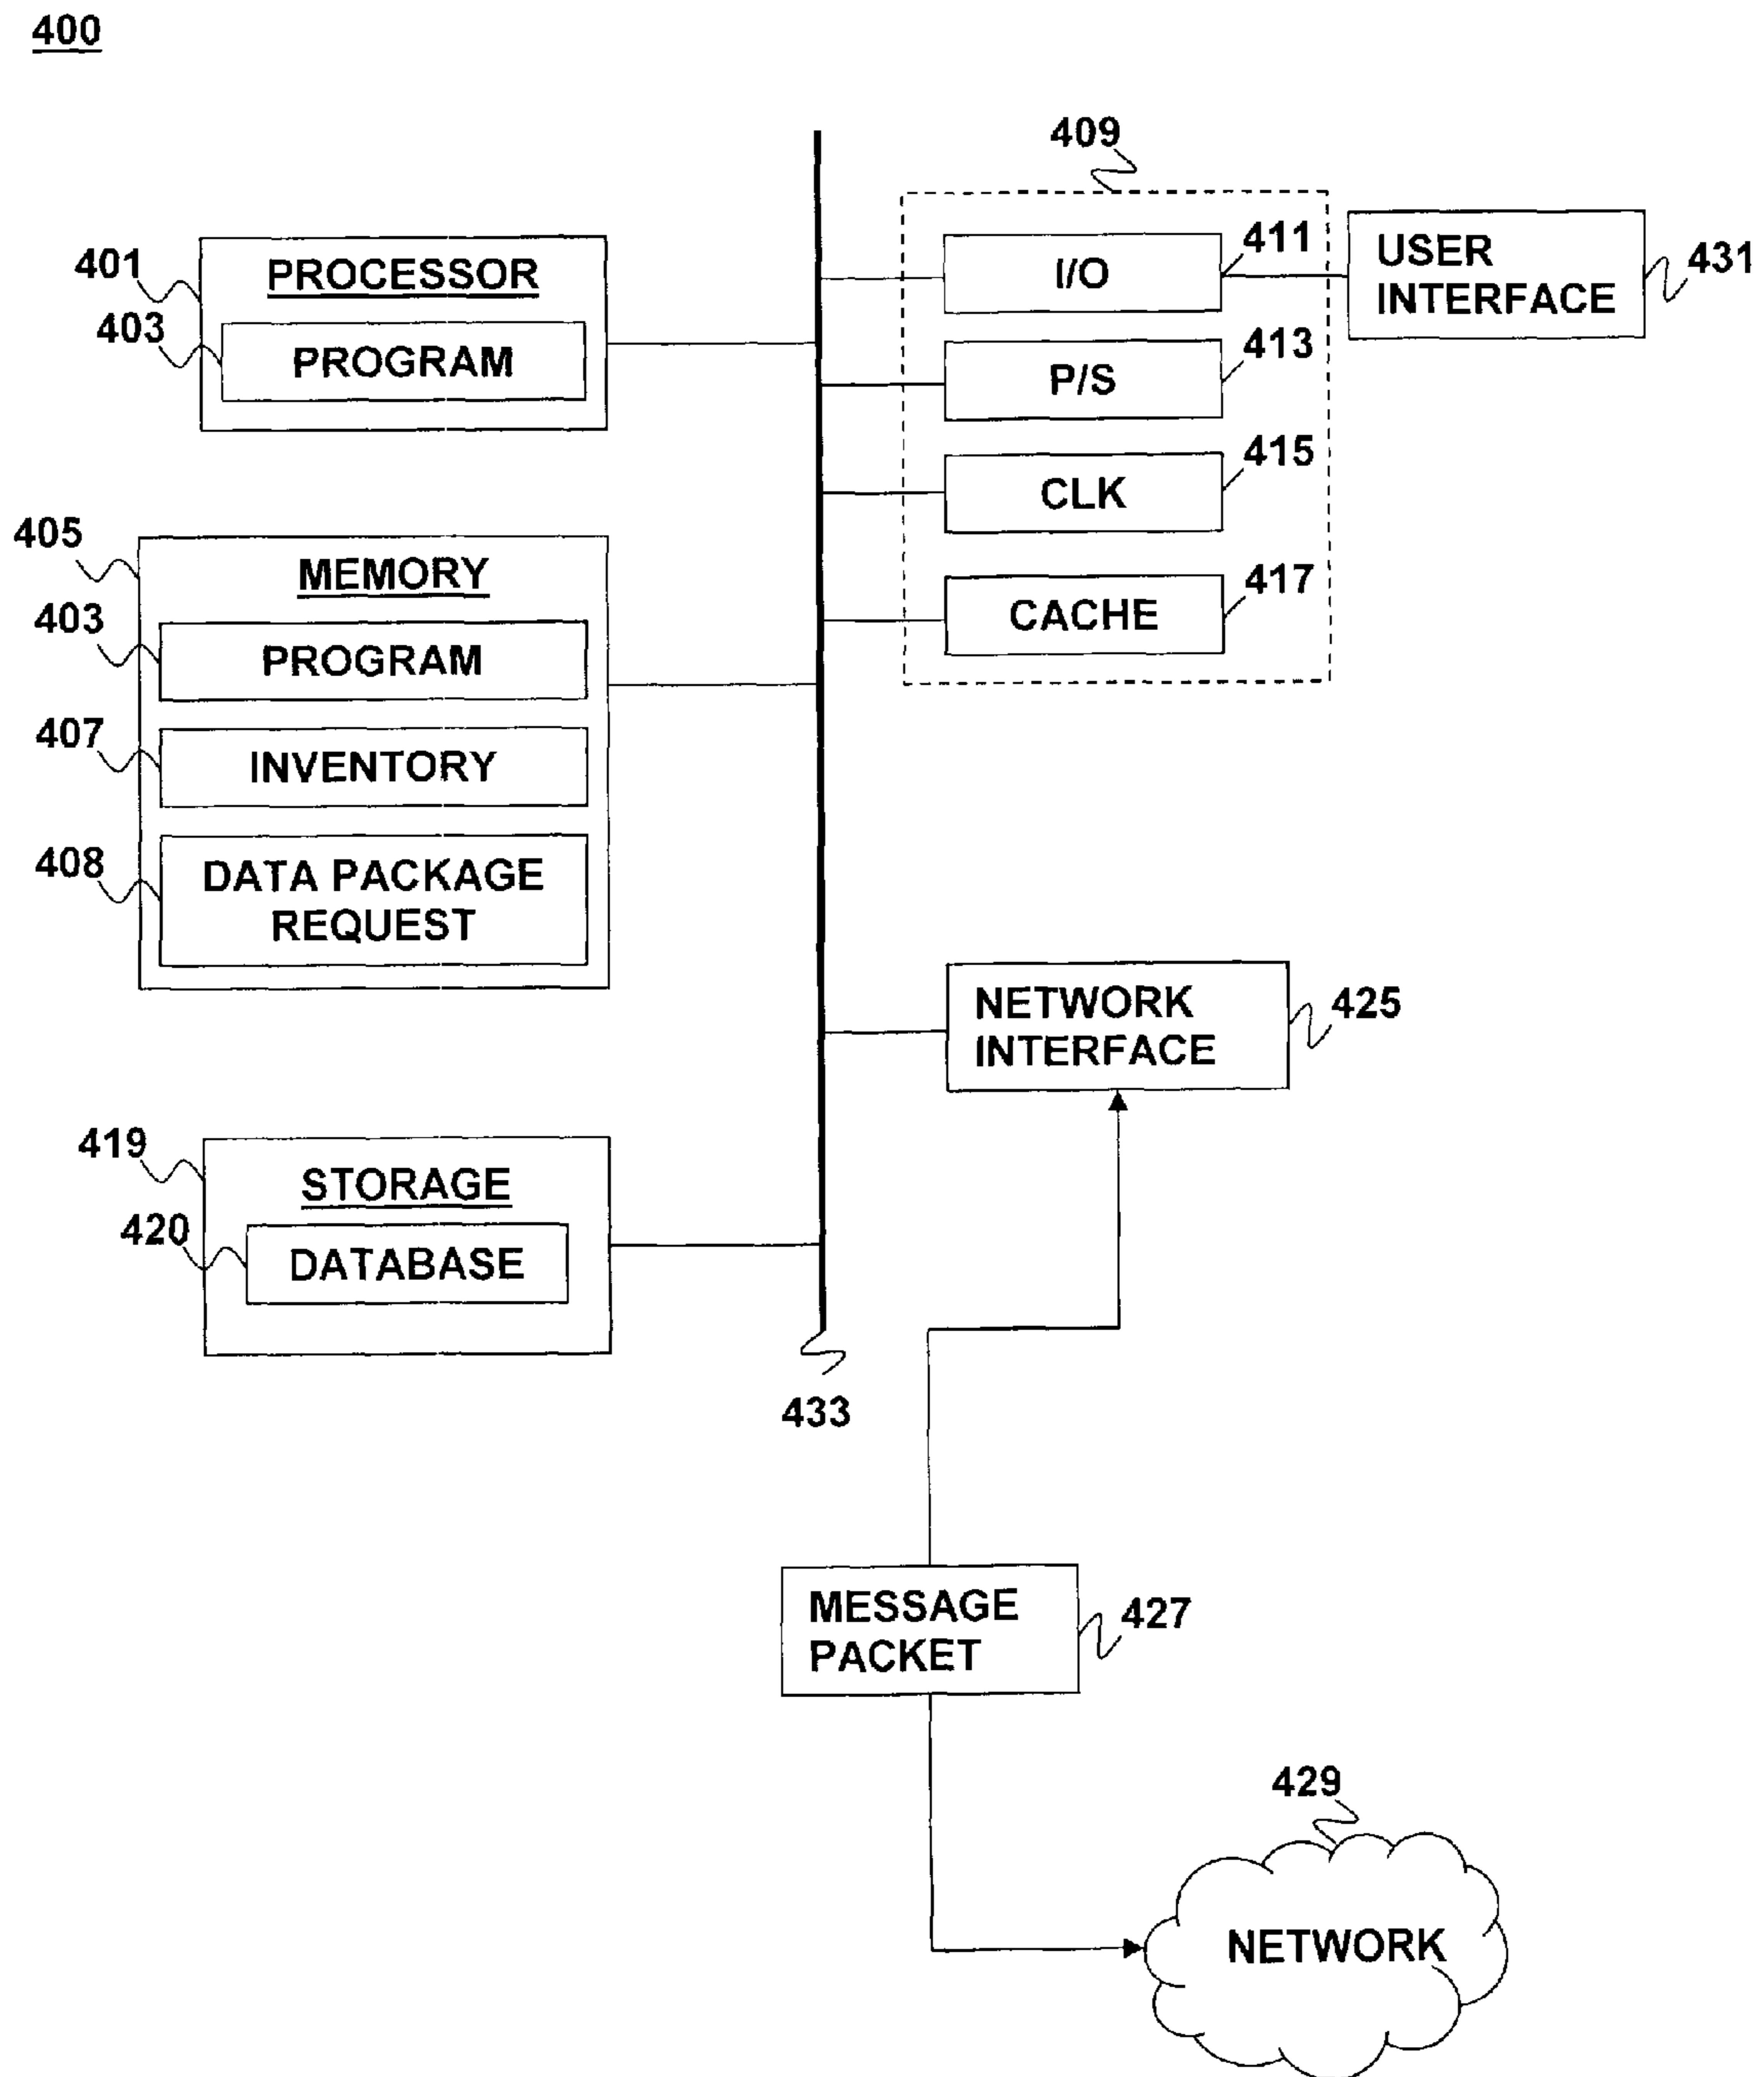 400
409
401
PROCESSOR
403
PROGRAM
I/O
411
USER
INTERFACE
431
P/S
413
CLK
415
CACHE
417
405
MEMORY
403
PROGRAM
407
INVENTORY
408
DATA PACKAGE
REQUEST
NETWORK
INTERFACE
425
419
STORAGE
420
DATABASE
433
MESSAGE
PACKET
427
429
NETWORK